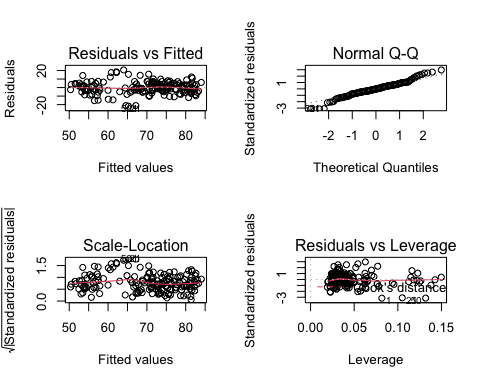 Residuals vs Fitted
Residuals
-20
20
50 60 70 80
Fitted values
Normal Q-Q
Standardized residuals
-3
1
-2 -1 0 1 2
Theoretical Quantiles
Scale-Location
√|Standardized residuals|
0.0
1.5
50 60 70 80
Fitted values
Residuals vs Leverage
Standardized residuals
-3
1
distance
0.00 0.05 0.10 0.15
Leverage